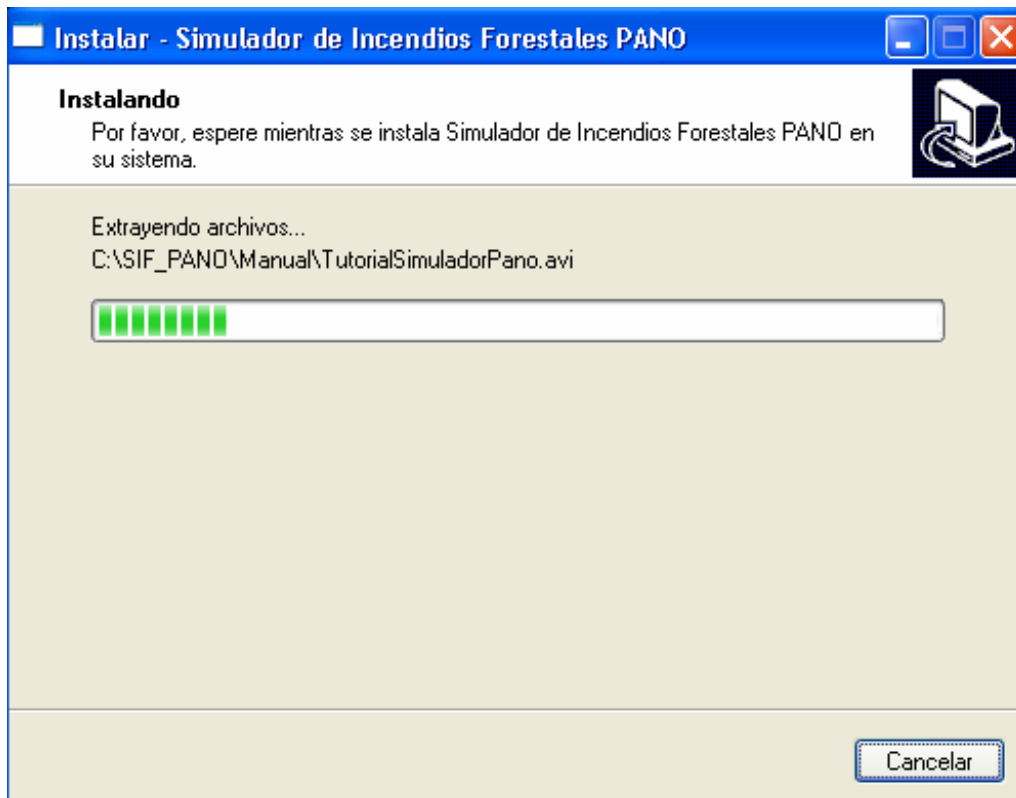 Instalar - Simulador de Incendios Forestales PANO
Instalando
Por favor, espere mientras se instala Simulador de Incendios Forestales PANO en
su sistema.
Extrayendo archivos...
C:\SIF_PANO\Manual\TutorialSimuladorPano.avi
Cancelar